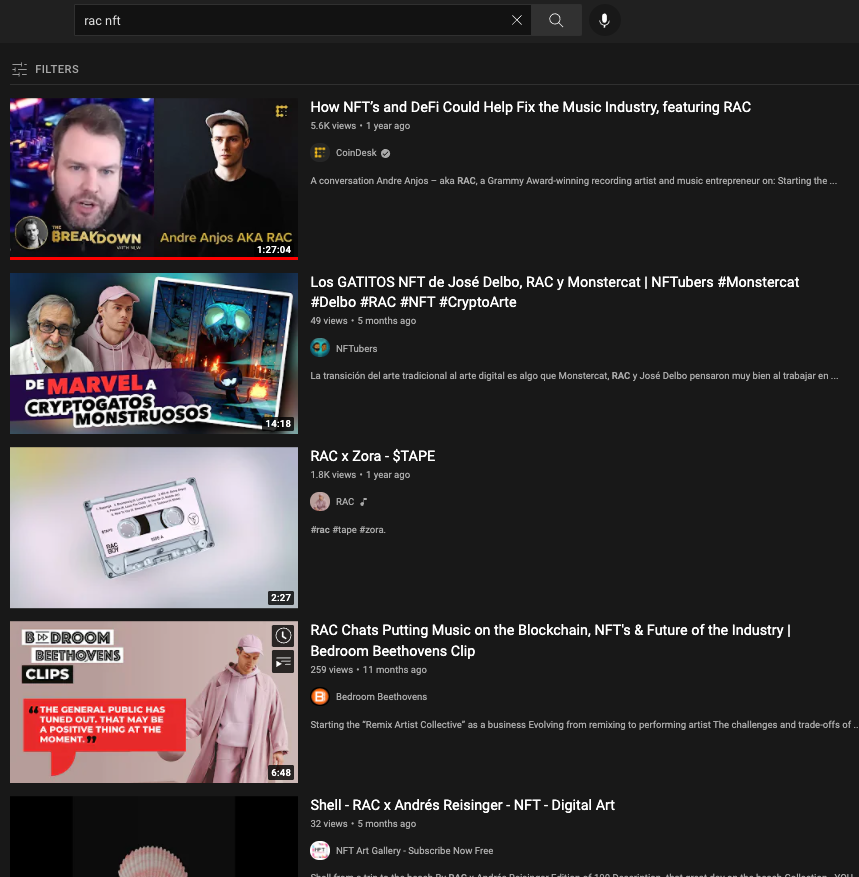 rac nft
FILTERS
THE
BREAKDOWN
WITH NLW
Andre Anjos AKA RAC
1:27:04
How NFT's and DeFi Could Help Fix the Music Industry, featuring RAC
5.6K views • 1 year ago
CoinDesk
A conversation Andre Anjos – aka RAC, a Grammy Award-winning recording artist and music entrepreneur on: Starting the ...
DE MARVEL A
CRYPTOGATOS
MONSTRUOSOS
14:18
Los GATITOS NFT de José Delbo, RAC y Monstercat | NFTubers #Monstercat
#Delbo #RAC #NFT #CryptoArte
49 views • 5 months ago
NFTubers
La transición del arte tradicional al arte digital es algo que Monstercat, RAC y José Delbo pensaron muy bien al trabajar en ...
RAC
BOY
SIDE A
2:27
RAC x Zora - $TAPE
1.8K views • 1 year ago
RAC
#rac #tape #zora.
BEDROOM
BEETHOVENS
CLIPS
❝THE GENERAL PUBLIC HAS
TUNED OUT. THAT MAY BE
A POSITIVE THING AT THE
MOMENT.❞
6:48
RAC Chats Putting Music on the Blockchain, NFT's & Future of the Industry |
Bedroom Beethovens Clip
259 views • 11 months ago
Bedroom Beethovens
Starting the “Remix Artist Collective” as a business Evolving from remixing to performing artist The challenges and trade-offs of ..
Shell - RAC x Andrés Reisinger - NFT - Digital Art
32 views • 5 months ago
NFT Art Gallery - Subscribe Now Free